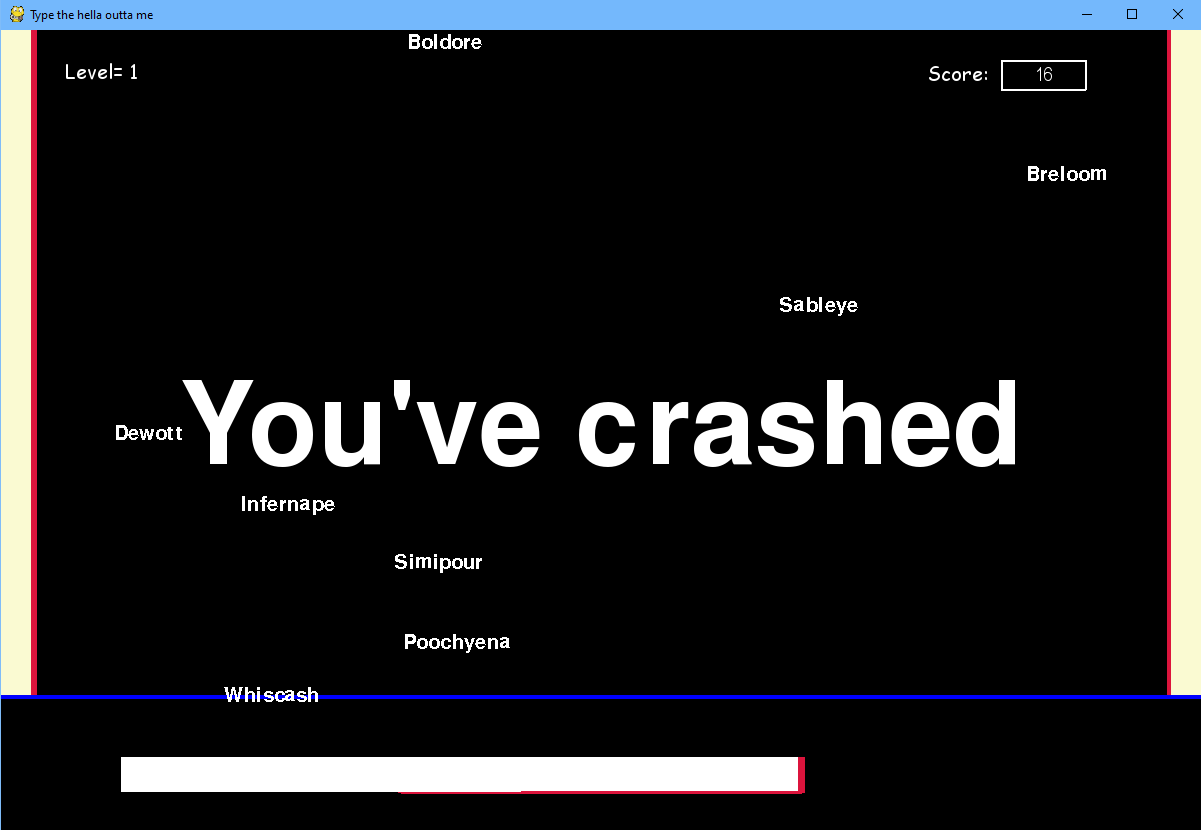 Type the hella outta me
Boldore
Level= 1
Score: 16
Breloom
Sableye
You've crashed
Dewott
Infernape
Simipour
Poochyena
Whiscash